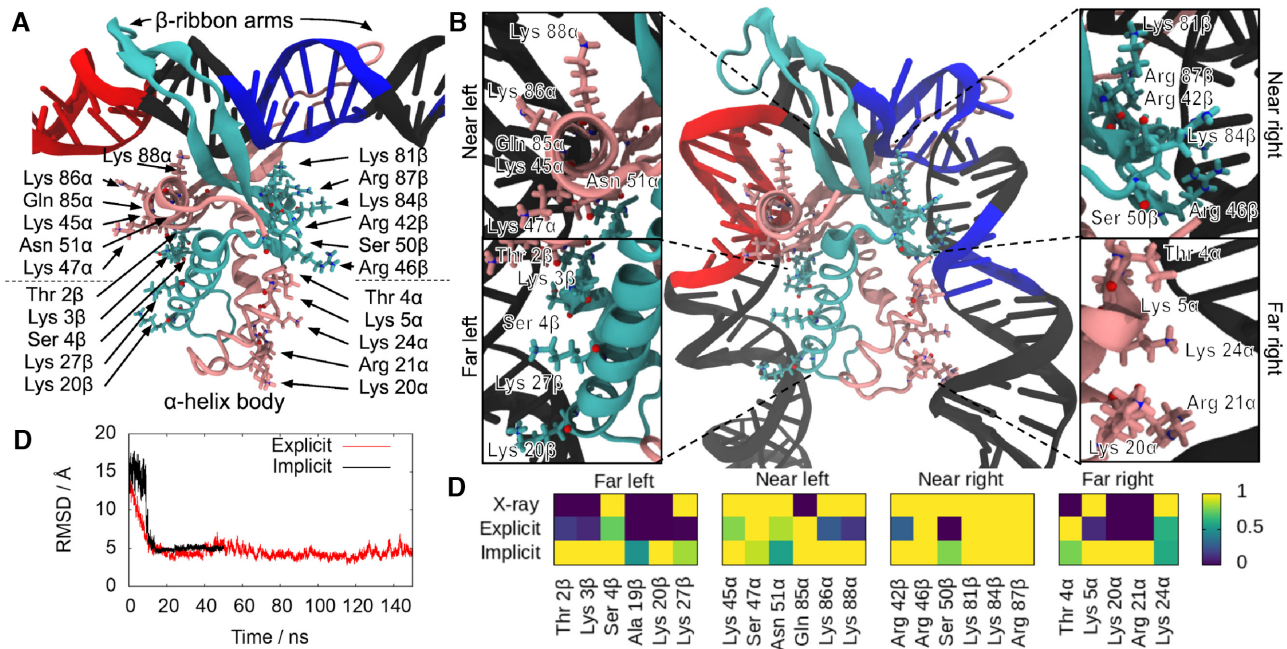 A
β-ribbon arms
Lys 88α
Lys 86α
Gln 85α
Lys 45α
Asn 51α
Lys 47α
Thr 2β
Lys 3β
Ser 4β
Lys 27β
Lys 20β
Lys 81β
Arg 87β
Lys 84β
Arg 42β
Ser 50β
Arg 46β
Thr 4α
Lys 5α
Lys 24α
Arg 21α
Lys 20α
α-helix body
B
Near left
Lys 88α
Lys 86α
Gln 85α
Lys 45α
Asn 51α
Lys 47α
Far left
Thr 2β
Lys 3β
Ser 4β
Lys 27β
Lys 20β
Near right
Lys 81β
Arg 87β
Arg 42β
Lys 84β
Ser 50β
Arg 46β
Far right
Thr 4α
Lys 5α
Lys 24α
Arg 21α
Lys 20α
D
RMSD / Å
20
15
10
5
0
Explicit
Implicit
0 20 40 60 80 100 120 140
Time / ns
D
Far left Near left Near right Far right
X-ray
Explicit
Implicit
1
0.5
0
Thr 2β
Lys 3β
Ser 4β
Ala 19β
Lys 20β
Lys 27β
Lys 45α
Ser 47α
Asn 51α
Gln 85α
Lys 86α
Lys 88α
Arg 42β
Arg 46β
Ser 50β
Lys 81β
Lys 84β
Arg 87β
Thr 4α
Lys 5α
Lys 20α
Arg 21α
Lys 24α